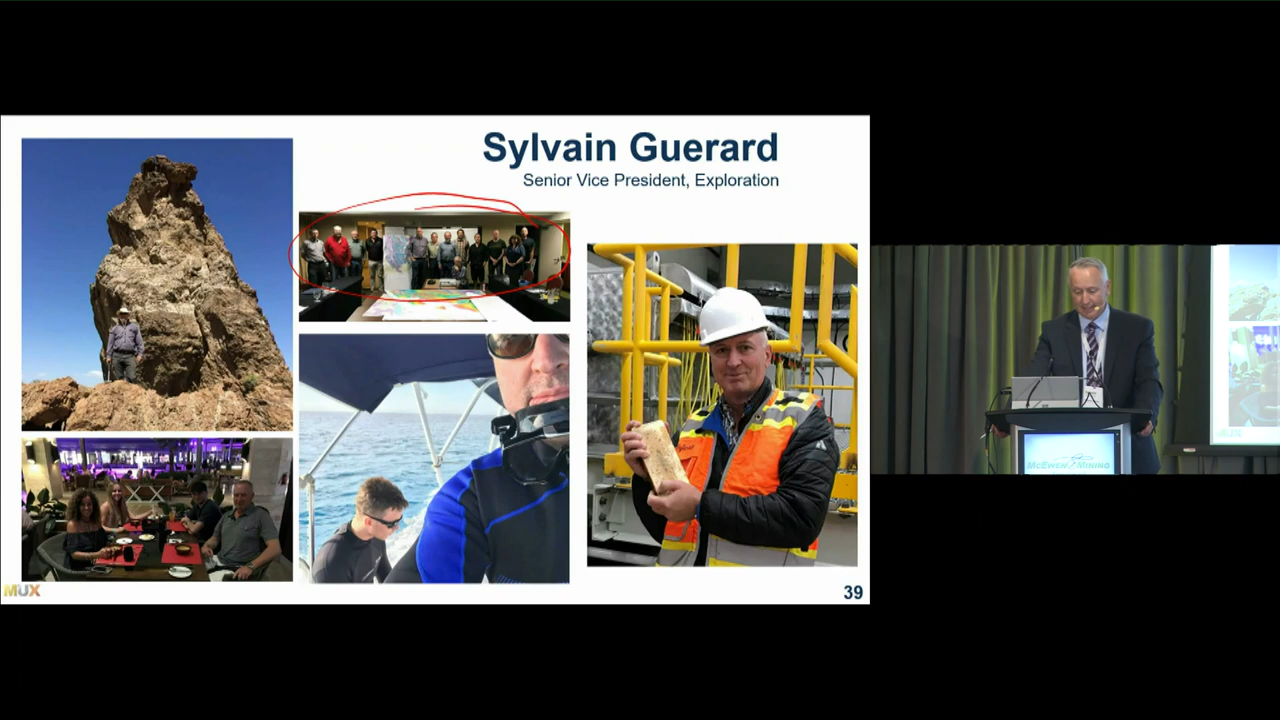 Sylvain Guerard
Senior Vice President, Exploration
MUX
39
MCEWEN MINING